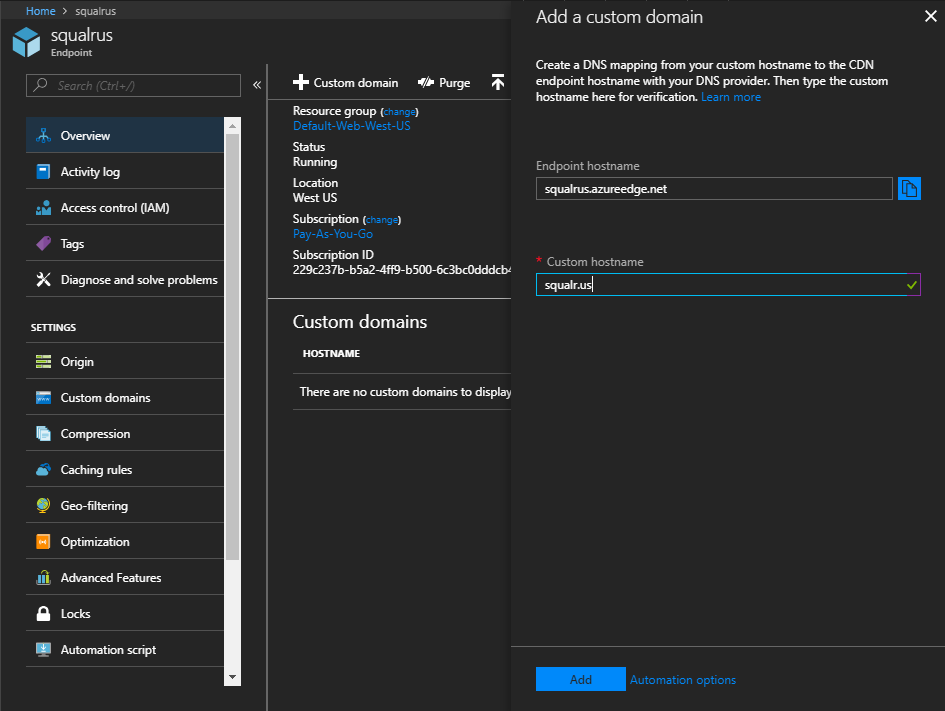 Home > squalrus
squalrus
Endpoint
Search (Ctrl+/)
«
Overview
Activity log
Access control (IAM)
Tags
Diagnose and solve problems
SETTINGS
Origin
Custom domains
Compression
Caching rules
Geo-filtering
Optimization
Advanced Features
Locks
Automation script
Custom domain
Purge
Resource group (change)
Default-Web-West-US
Status
Running
Location
West US
Subscription (change)
Pay-As-You-Go
Subscription ID
229c237b-b5a2-4ff9-b500-6c3bc0dddcb4
Custom domains
HOSTNAME
There are no custom domains to display
Add a custom domain
Create a DNS mapping from your custom hostname to the CDN
endpoint hostname with your DNS provider. Then type the custom
hostname here for verification. Learn more
Endpoint hostname
squalrus.azureedge.net
* Custom hostname
squalr.us
Add
Automation options